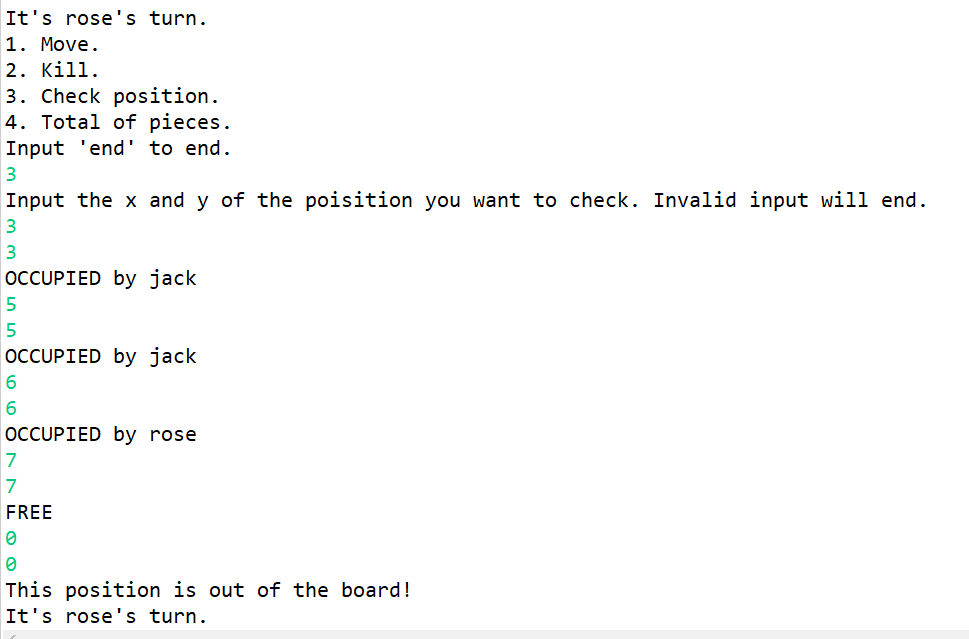 It's rose's turn.
1. Move.
2. Kill.
3. Check position.
4. Total of pieces.
Input 'end' to end.
3
Input the x and y of the poisition you want to check. Invalid input will end.
3
3
OCCUPIED by jack
5
5
OCCUPIED by jack
6
6
OCCUPIED by rose
7
7
FREE
0
0
This position is out of the board!
It's rose's turn.